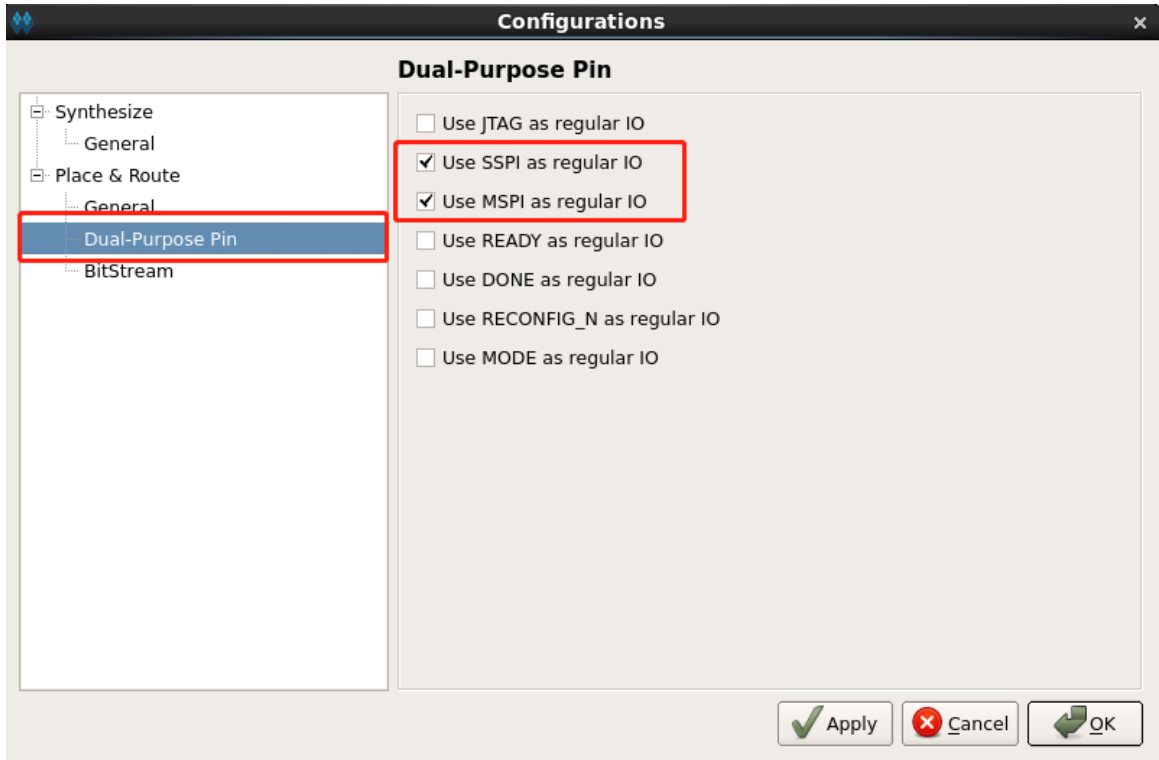 Configurations
Dual-Purpose Pin
Synthesize
General
Place & Route
General
Dual-Purpose Pin
BitStream
Use JTAG as regular IO
Use SSPI as regular IO
Use MSPI as regular IO
Use READY as regular IO
Use DONE as regular IO
Use RECONFIG_N as regular IO
Use MODE as regular IO
Apply Cancel OK